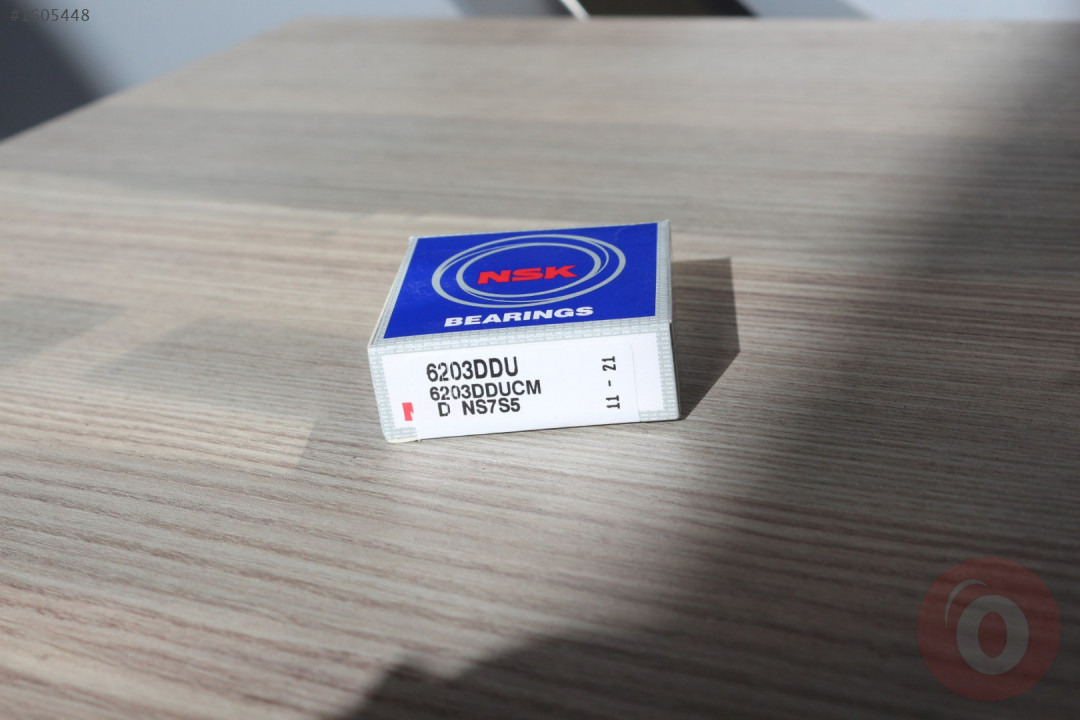 NSK
BEARINGS
6203DDU
6203DDUCM
D NS7S5
11 - 21